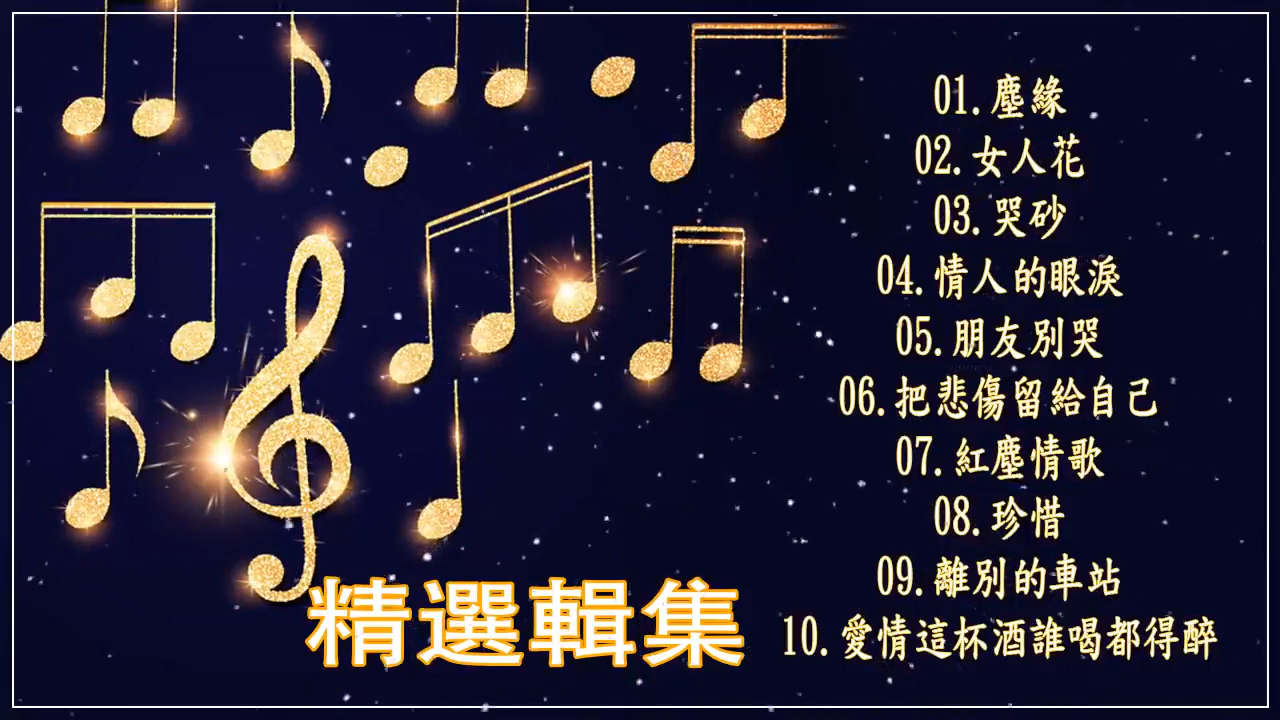 01.塵緣
02.女人花
03.哭砂
04.情人的眼淚
05.朋友別哭
06.把悲傷留給自己
07.紅塵情歌
08.珍惜
09.離別的車站
10.愛情這杯酒誰喝都得醉
精選輯集